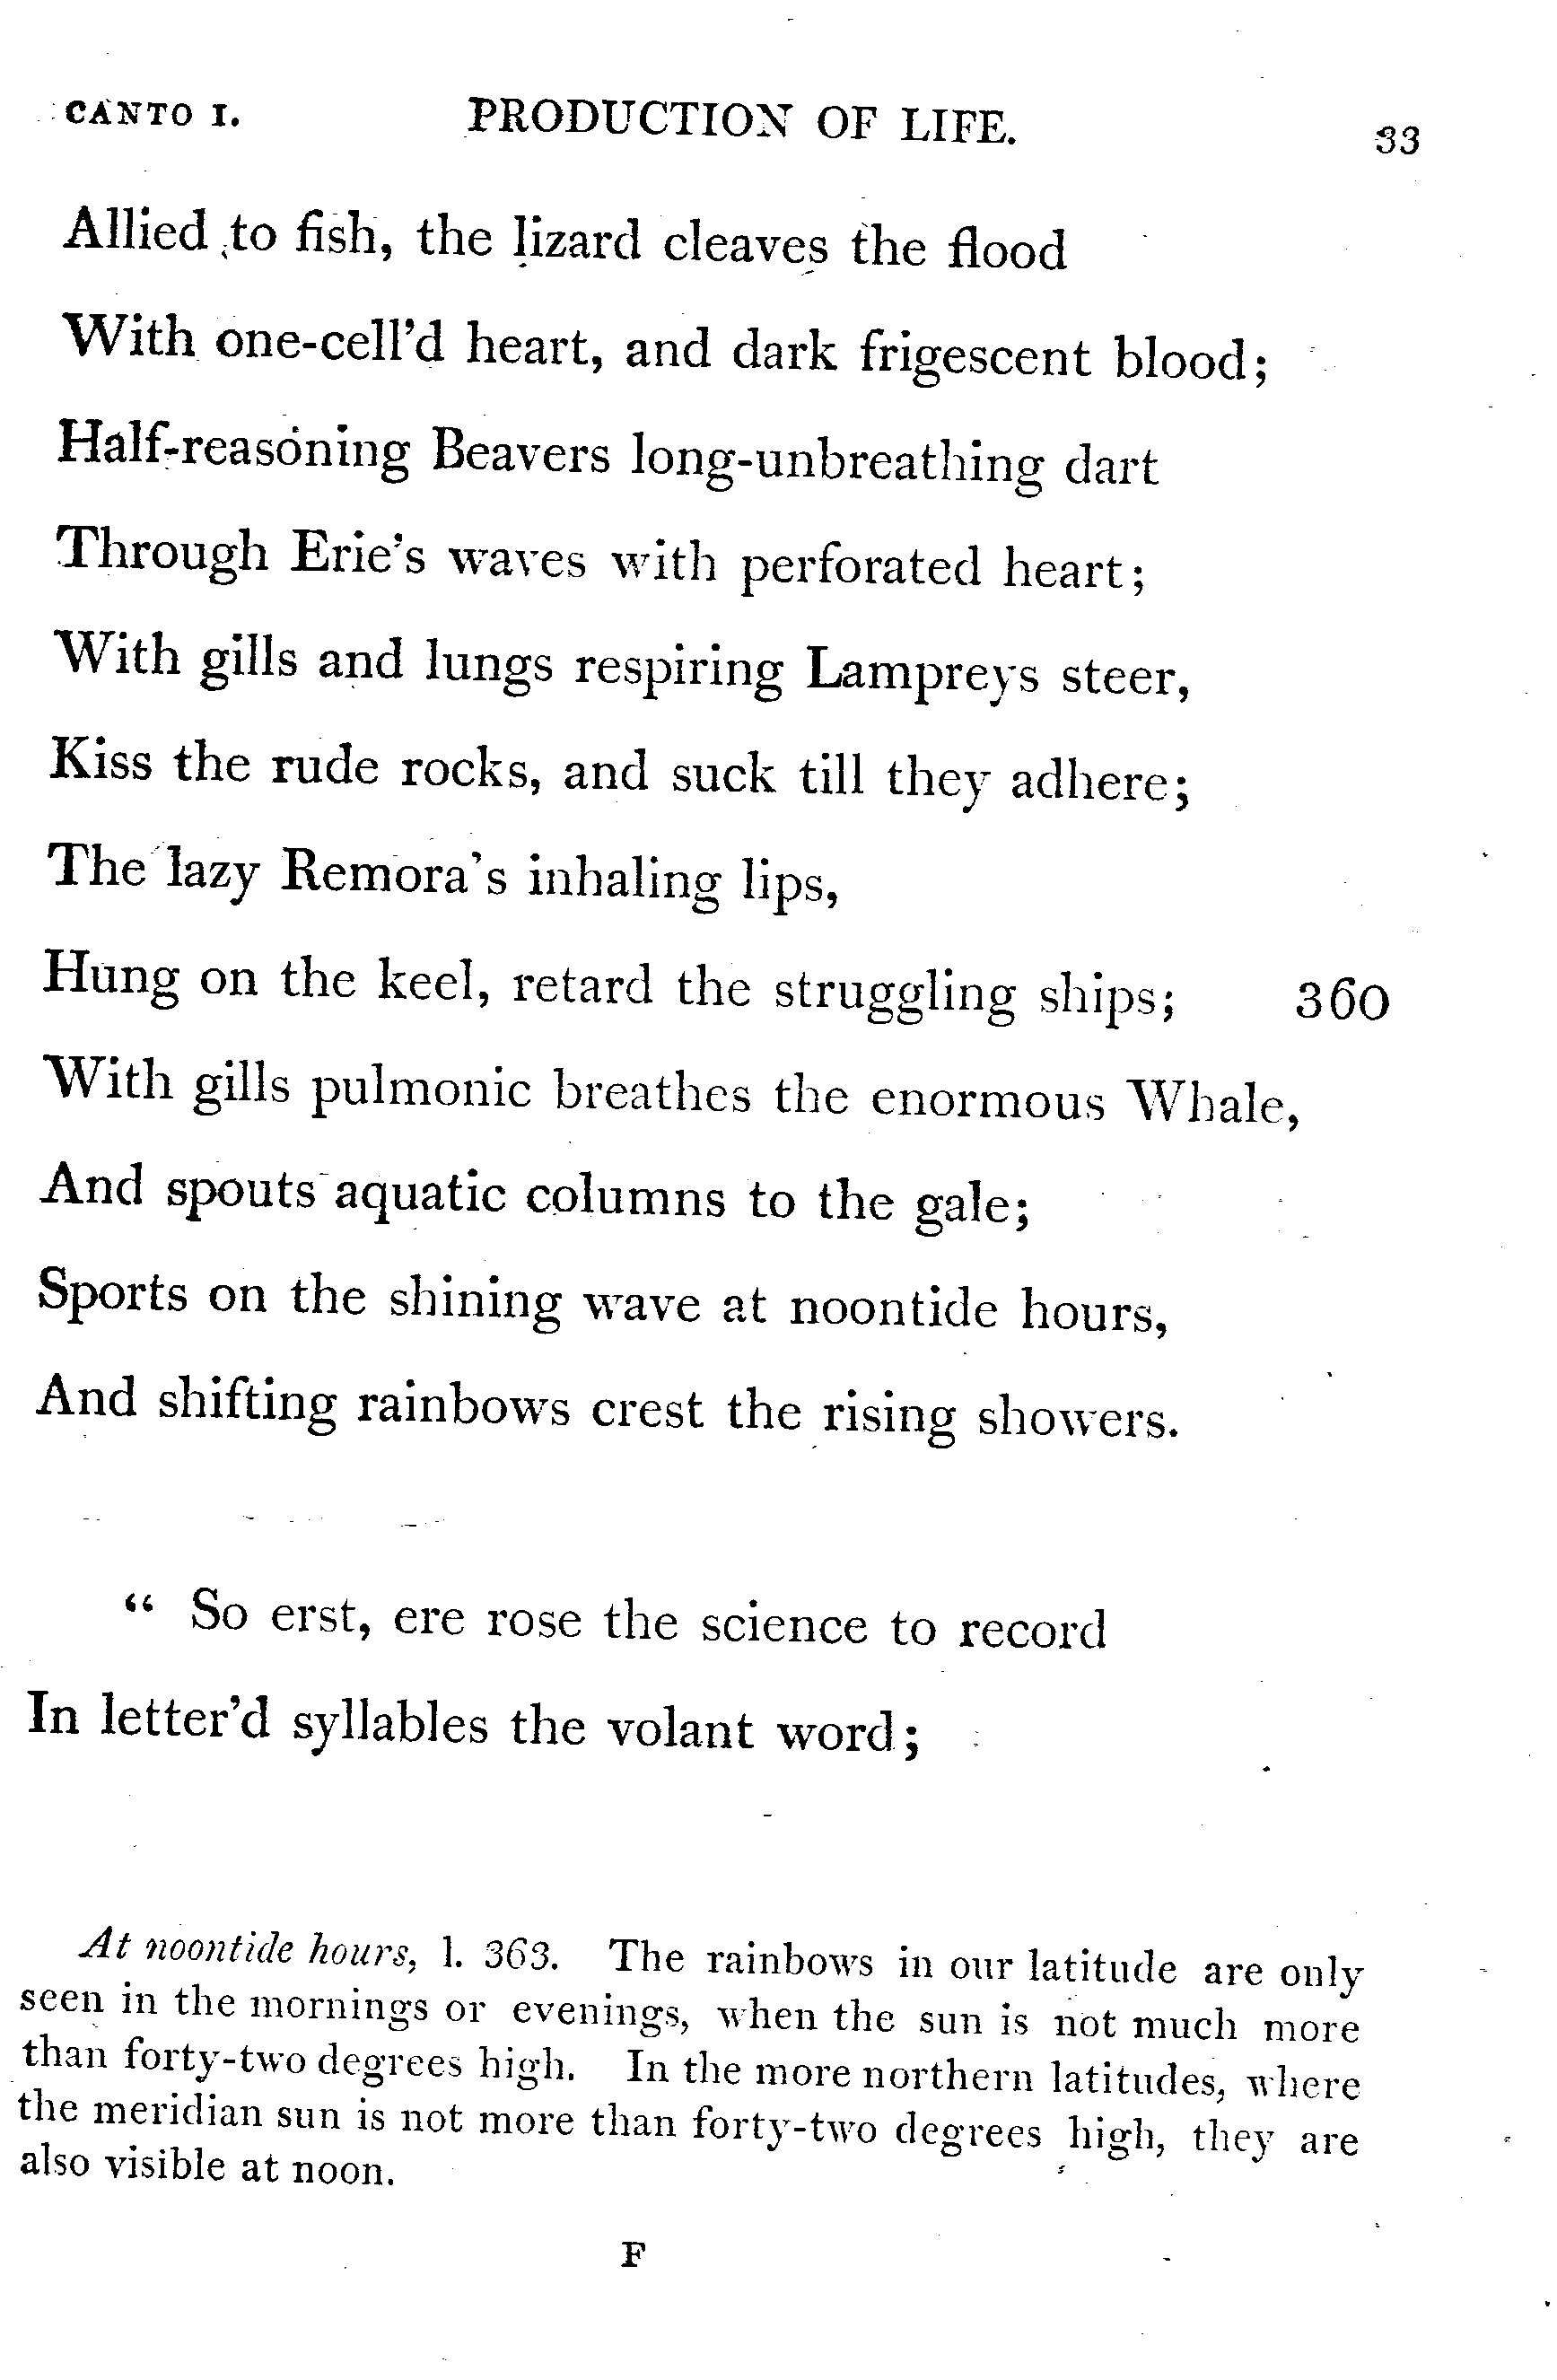 CANTO I. PRODUCTION OF LIFE. 33
Allied to fish, the lizard cleaves the flood
With one-cell'd heart, and dark frigescent blood;
Half-reasoning Beavers long-unbreathing dart
Through Erie's waves with perforated heart;
With gills and lungs respiring Lampreys steer,
Kiss the rude rocks, and suck till they adhere;
The lazy Remora's inhaling lips,
Hung on the keel, retard the struggling ships; 360
With gills pulmonic breathes the enormous Whale,
And spouts aquatic columns to the gale;
Sports on the shining wave at noontide hours,
And shifting rainbows crest the rising showers.
“ So erst, ere rose the science to record
In letter'd syllables the volant word;
At noontide hours, l. 363. The rainbows in our latitude are only
seen in the mornings or evenings, when the sun is not much more
than forty-two degrees high. In the more northern latitudes, where
the meridian sun is not more than forty-two degrees high, they are
also visible at noon.
F